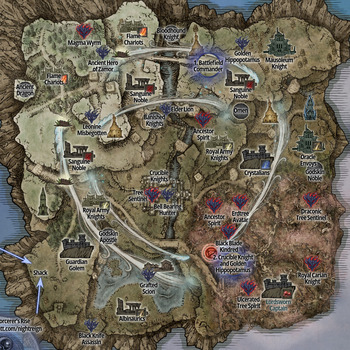 Magma Wyrm
Flame
Chariots
Bloodhound
Knight
Ancient Hero
of Zamor
1. Battlefield
Commander
Golden
Hippopotamus
Mausoleum
Knight
Ancient
Dragon
Flame
Chariots
Sanguine
Noble
Sanguine
Noble
Omen
Elder Lion
Banished
Knights
Leonine
Misbegotten
Ancestor
Spirit
Sanguine
Noble
Royal Army
Knights
Crystalians
Oracle
Envoys
Godskin
Noble
Crucible
Knights
Tree
Sentinel
Bell Bearing
Hunter
Royal Army
Knights
Godskin
Apostle
Ancestor
Spirit
Erdtree
Avatar
Draconic
Tree Sentinel
Black Blade
Kindred
2. Crucible Knight
and Golden
Hippopotamus
Guardian
Golem
Shack
Grafted
Scion
Albinaurics
Black Knife
Assassin
Ulcerated
Tree Spirit
Lordsworn
Captain
Royal Carian
Knight
orcerer's Rise
tt.com/nightreign